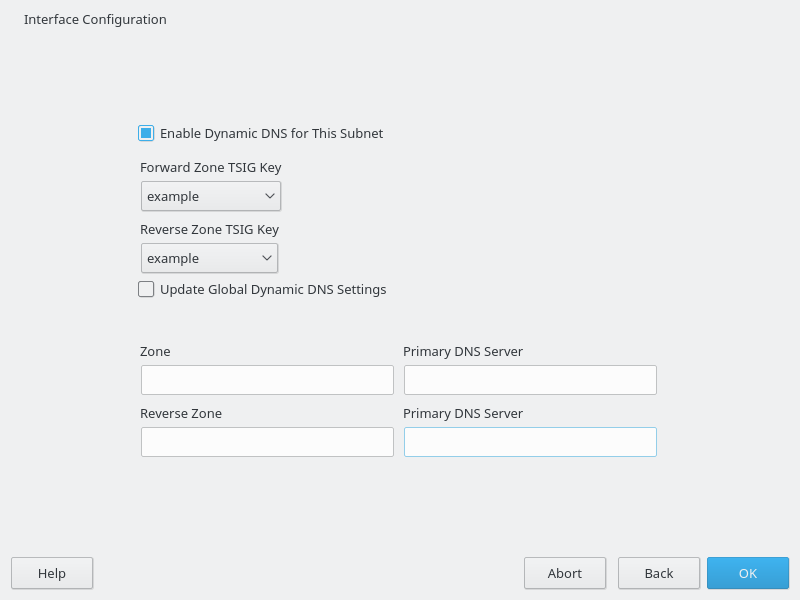 Interface Configuration
Enable Dynamic DNS for This Subnet
Forward Zone TSIG Key
example
Reverse Zone TSIG Key
example
Update Global Dynamic DNS Settings
Zone
Primary DNS Server
Reverse Zone
Primary DNS Server
Help
Abort
Back
OK